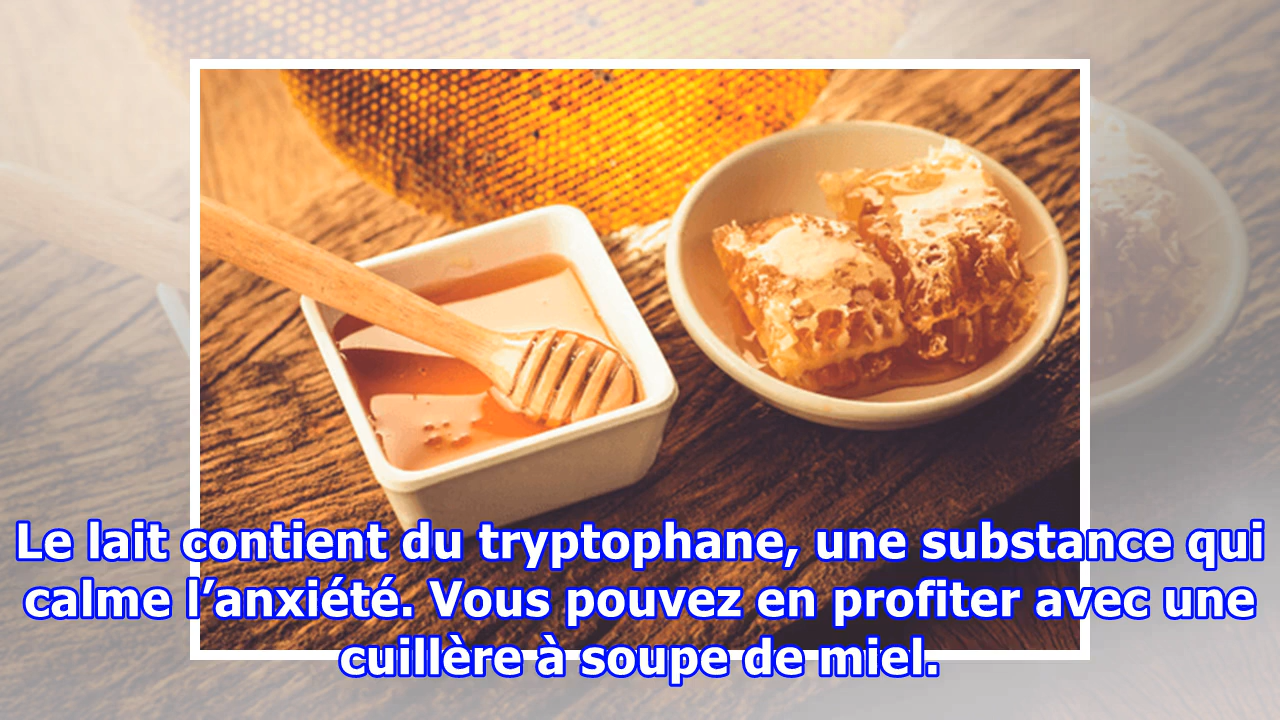 Le lait contient du tryptophane, une substance qui
calme l’anxiété. Vous pouvez en profiter avec une
cuillère à soupe de miel.